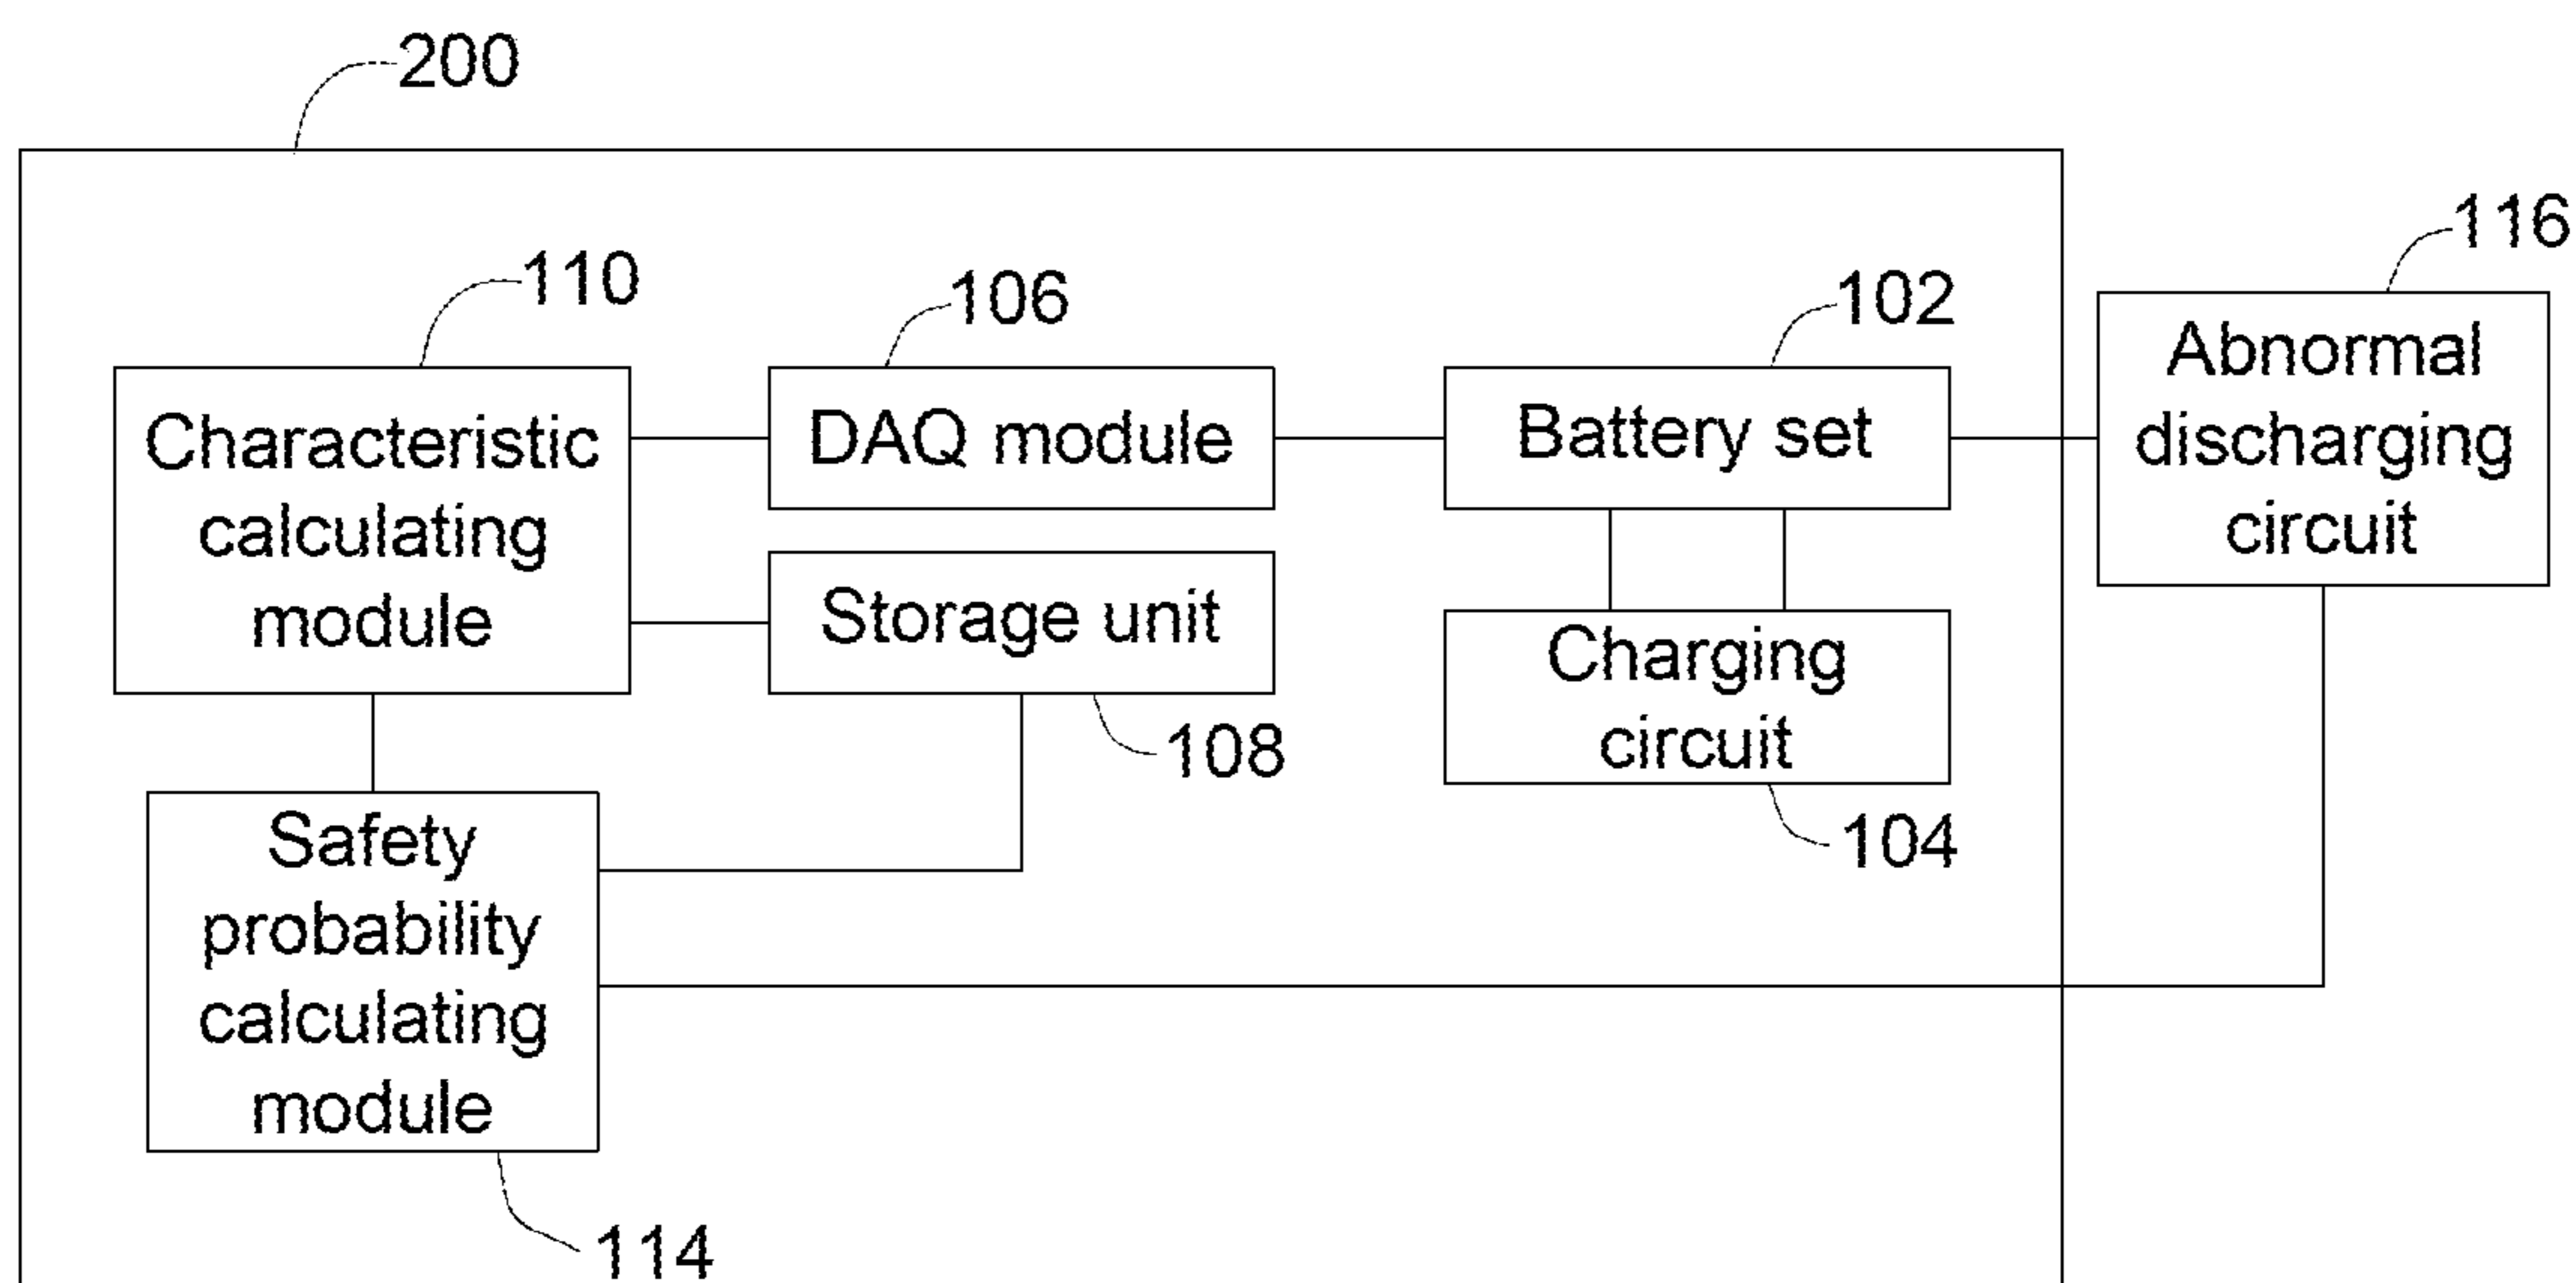 200
116
110
106
102
Abnormal
discharging
circuit
Characteristic
calculating
module
DAQ module
Battery set
Storage unit
Charging
circuit
108
104
Safety
probability
calculating
module
114